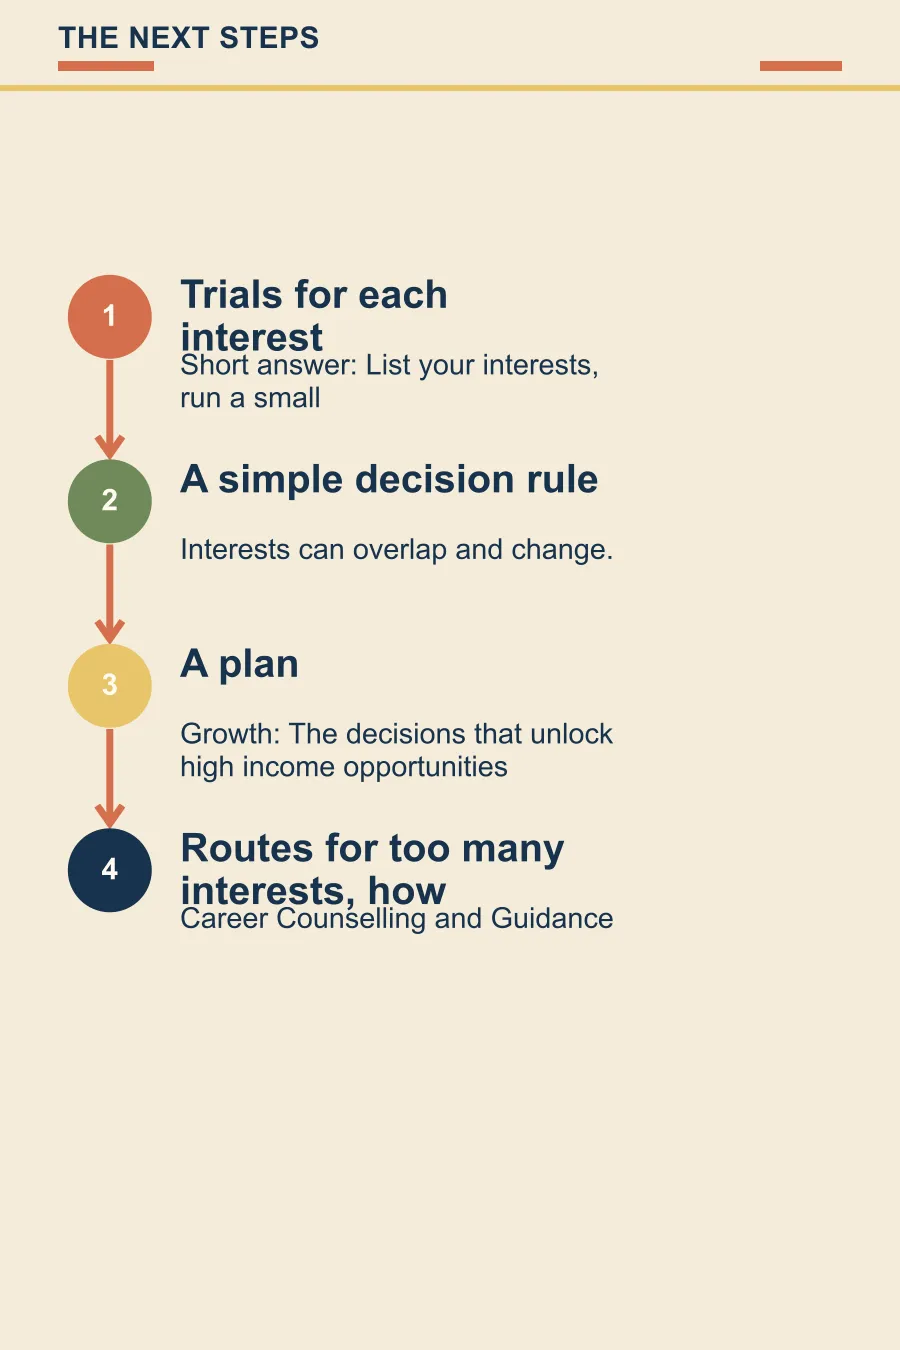 THE NEXT STEPS
1
Trials for each
interest
Short answer: List your interests,
run a small
2
A simple decision rule
Interests can overlap and change.
3
A plan
Growth: The decisions that unlock
high income opportunities
4
Routes for too many
interests, how
Career Counselling and Guidance